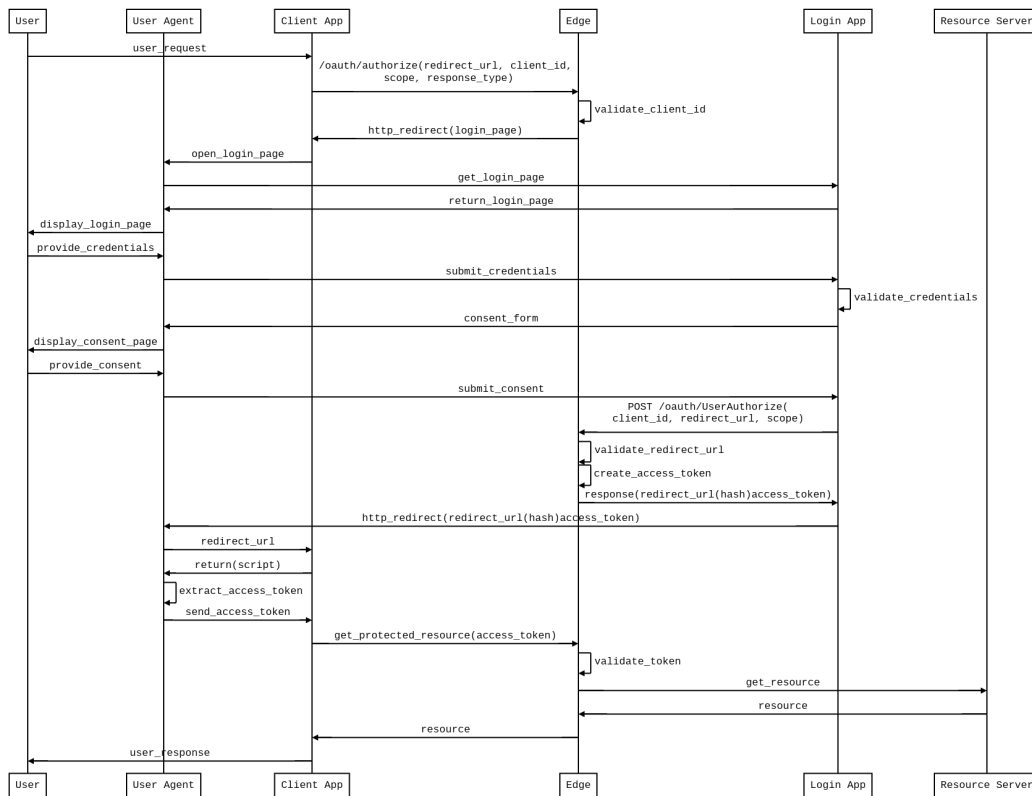 User
User Agent
Client App
Edge
Login App
Resource Server
user_request
/oauth/authorize(redirect_url, client_id,
scope, response_type)
validate_client_id
http_redirect(login_page)
open_login_page
get_login_page
return_login_page
display_login_page
provide_credentials
submit_credentials
validate_credentials
consent_form
display_consent_page
provide_consent
submit_consent
POST /oauth/UserAuthorize(
client_id, redirect_url, scope)
validate_redirect_url
create_access_token
response(redirect_url(hash)access_token)
http_redirect(redirect_url(hash)access_token)
redirect_url
return(script)
extract_access_token
send_access_token
get_protected_resource(access_token)
validate_token
get_resource
resource
resource
user_response
User
User Agent
Client App
Edge
Login App
Resource Server